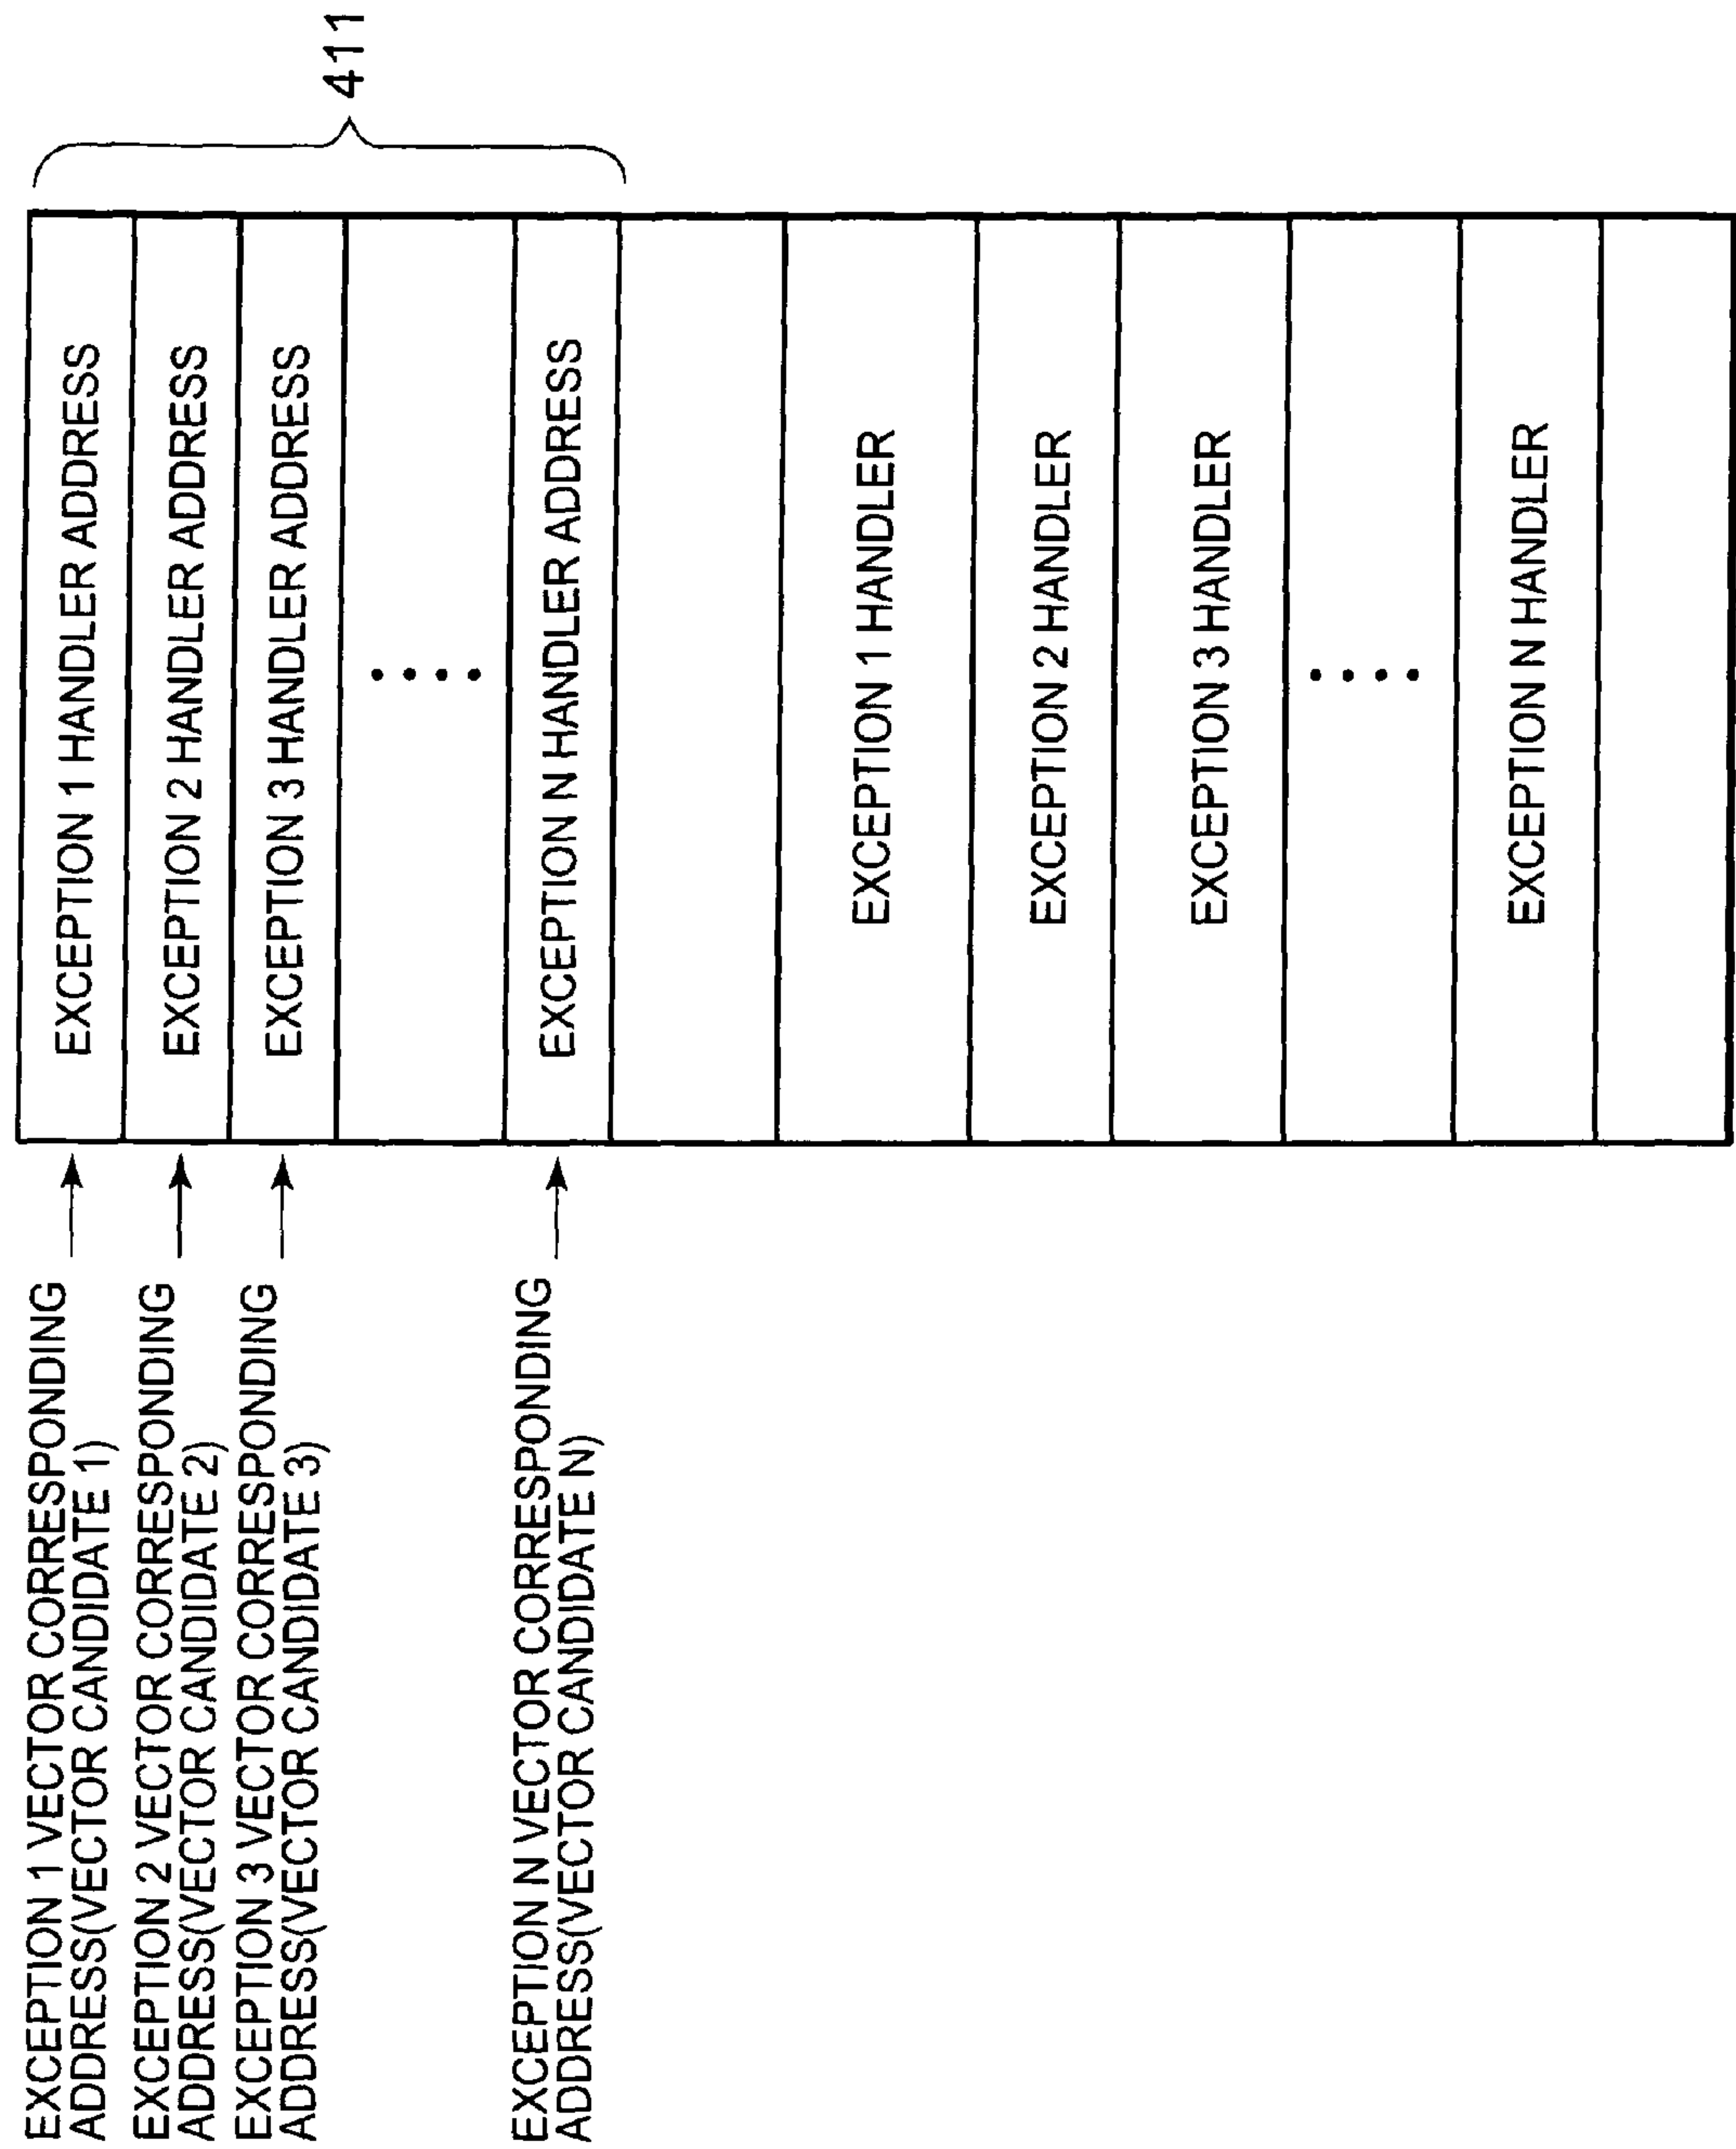 EXCEPTION 1 VECTOR CORRESPONDING
ADDRESS(VECTOR CANDIDATE 1)
EXCEPTION 2 VECTOR CORRESPONDING
ADDRESS(VECTOR CANDIDATE 2)
EXCEPTION 3 VECTOR CORRESPONDING
ADDRESS(VECTOR CANDIDATE 3)
EXCEPTION N VECTOR CORRESPONDING
ADDRESS(VECTOR CANDIDATE N)
EXCEPTION 1 HANDLER ADDRESS
EXCEPTION 2 HANDLER ADDRESS
EXCEPTION 3 HANDLER ADDRESS
....
EXCEPTION N HANDLER ADDRESS
EXCEPTION 1 HANDLER
EXCEPTION 2 HANDLER
EXCEPTION 3 HANDLER
....
EXCEPTION N HANDLER
411